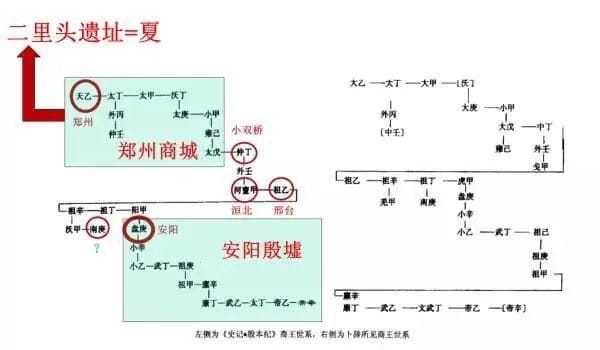 二里头遗址=夏
天乙—太丁—太甲—沃丁
外丙
仲壬
太庚—小甲
雍己
太戊—仲丁
郑州
郑州商城
小双桥
外壬
河亶甲—祖乙
洹北
邢台
祖辛—祖丁—阳甲
沃甲—南庚
盘庚
?
安阳
安阳殷墟
小辛
小乙—武丁—祖庚
祖甲—廪辛
康丁—武乙—太丁—帝乙—帝辛
大乙—大丁—大甲—[沃丁]
外丙
[中壬]
大庚—小甲
大戊—中丁
雍己
外壬
戋甲
祖乙—祖辛—祖丁—虎甲
羌甲
南庚
盘庚
小辛
小乙—武丁—祖己
祖庚
祖甲
廪辛
康丁—武乙—文武丁—帝乙—[帝辛]
左侧为《史记•殷本纪》商王世系，右侧为卜辞所见商王世系